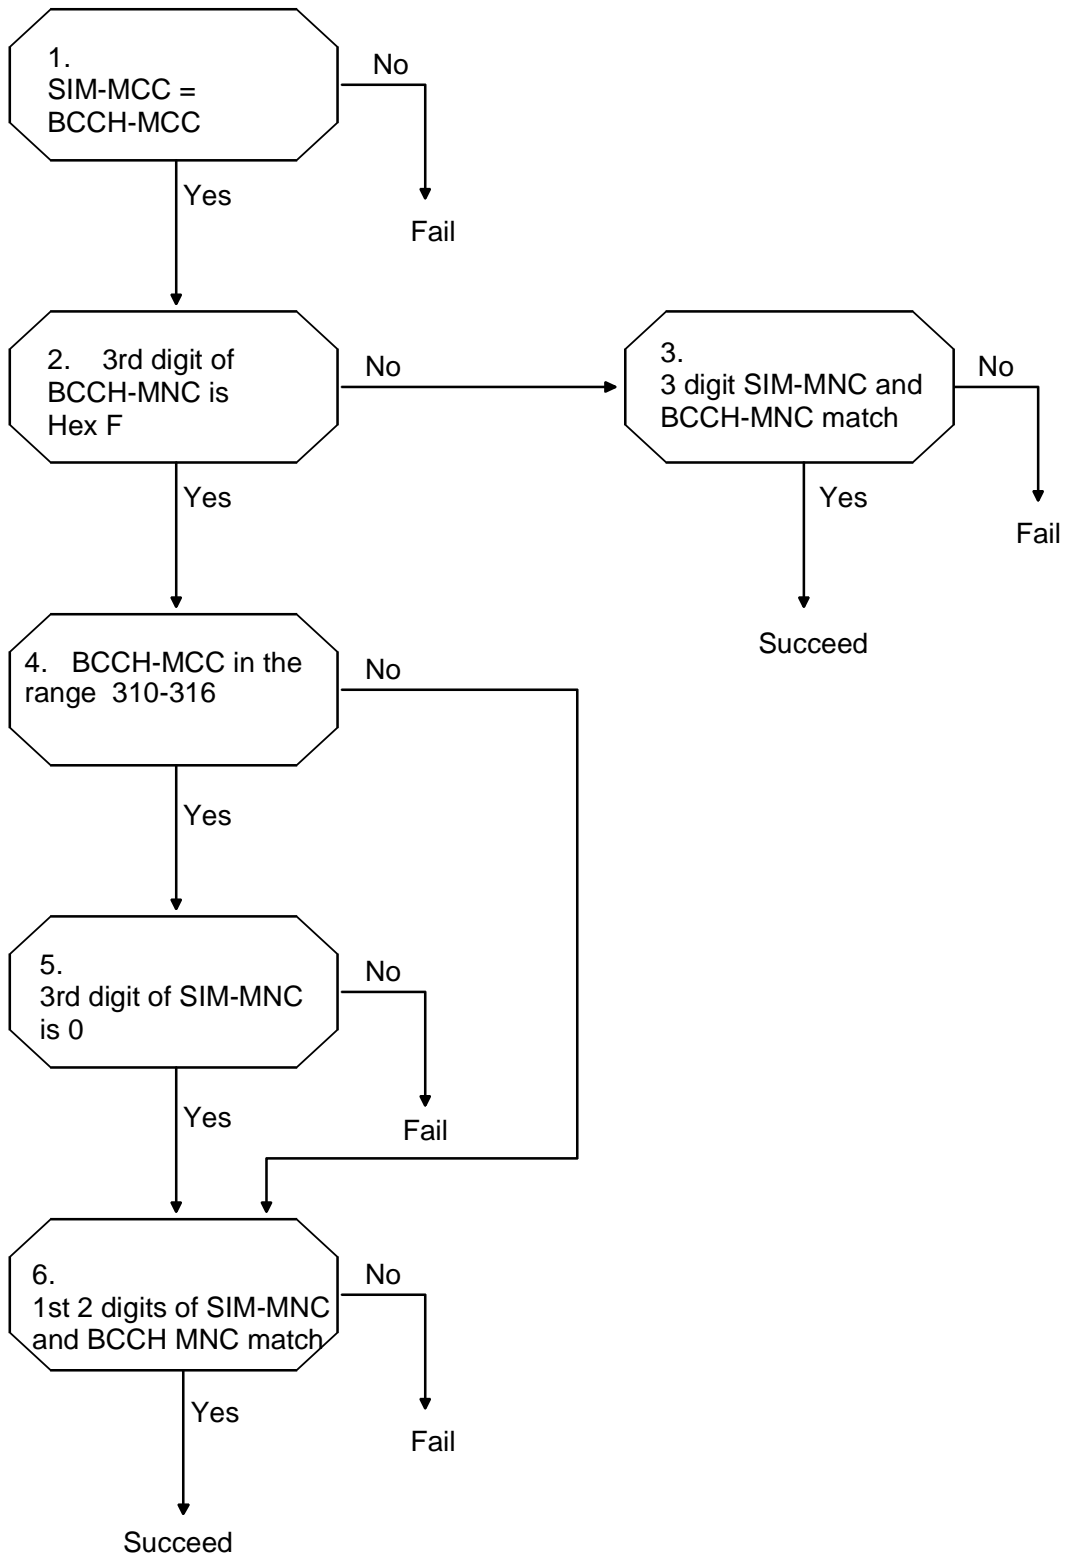 1.
SIM-MCC =
BCCH-MCC
No
Yes
Fail
2. 3rd digit of
BCCH-MNC is
Hex F
No
3.
3 digit SIM-MNC and
BCCH-MNC match
No
Yes
Yes
Fail
Succeed
4. BCCH-MCC in the
range 310-316
No
Yes
5.
3rd digit of SIM-MNC
is 0
No
Yes
Fail
6.
1st 2 digits of SIM-MNC
and BCCH MNC match
No
Yes
Fail
Succeed